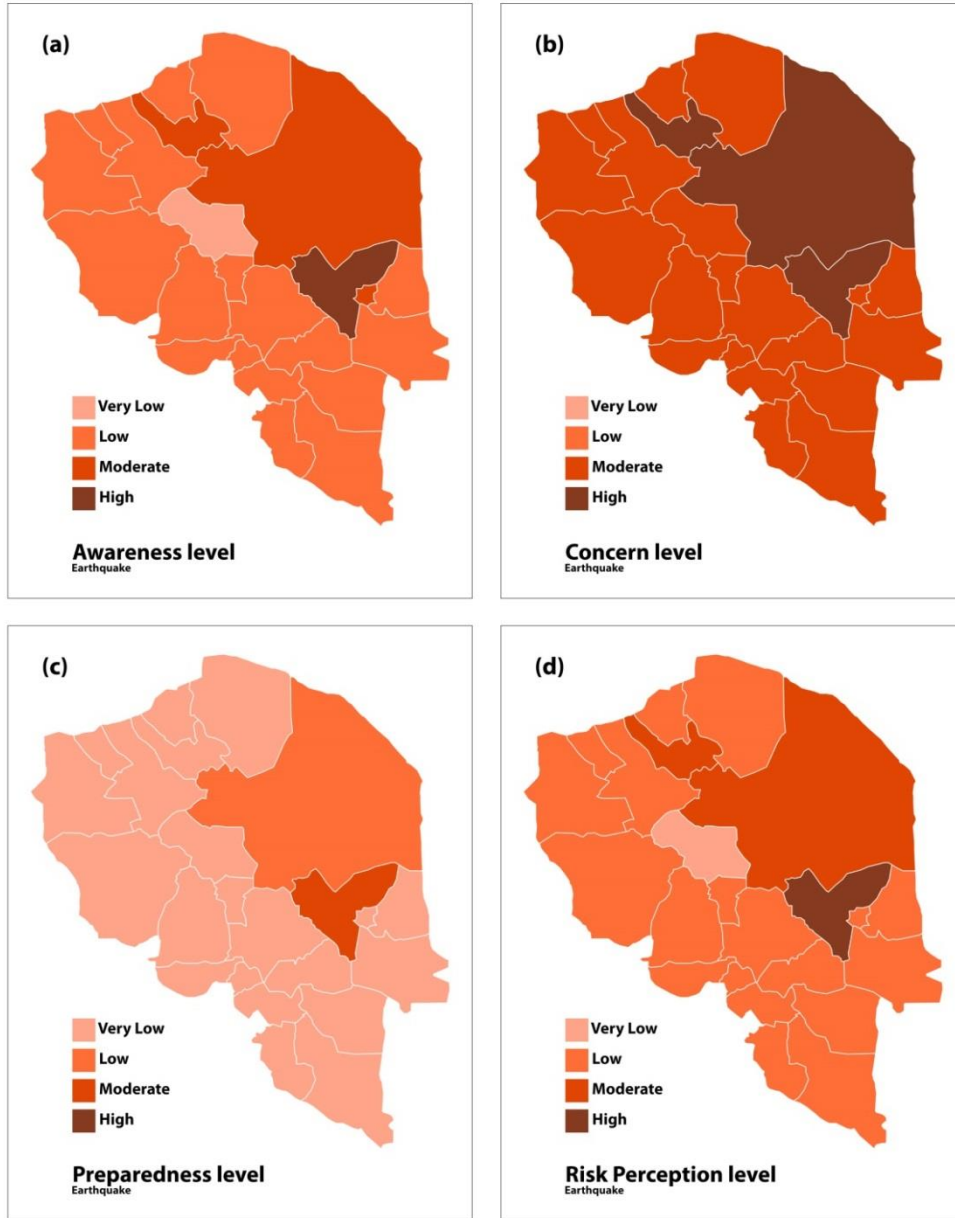 (a)
Very Low
Low
Moderate
High
Awareness level
Earthquake
(b)
Very Low
Low
Moderate
High
Concern level
Earthquake
(c)
Very Low
Low
Moderate
High
Preparedness level
Earthquake
(d)
Very Low
Low
Moderate
High
Risk Perception level
Earthquake